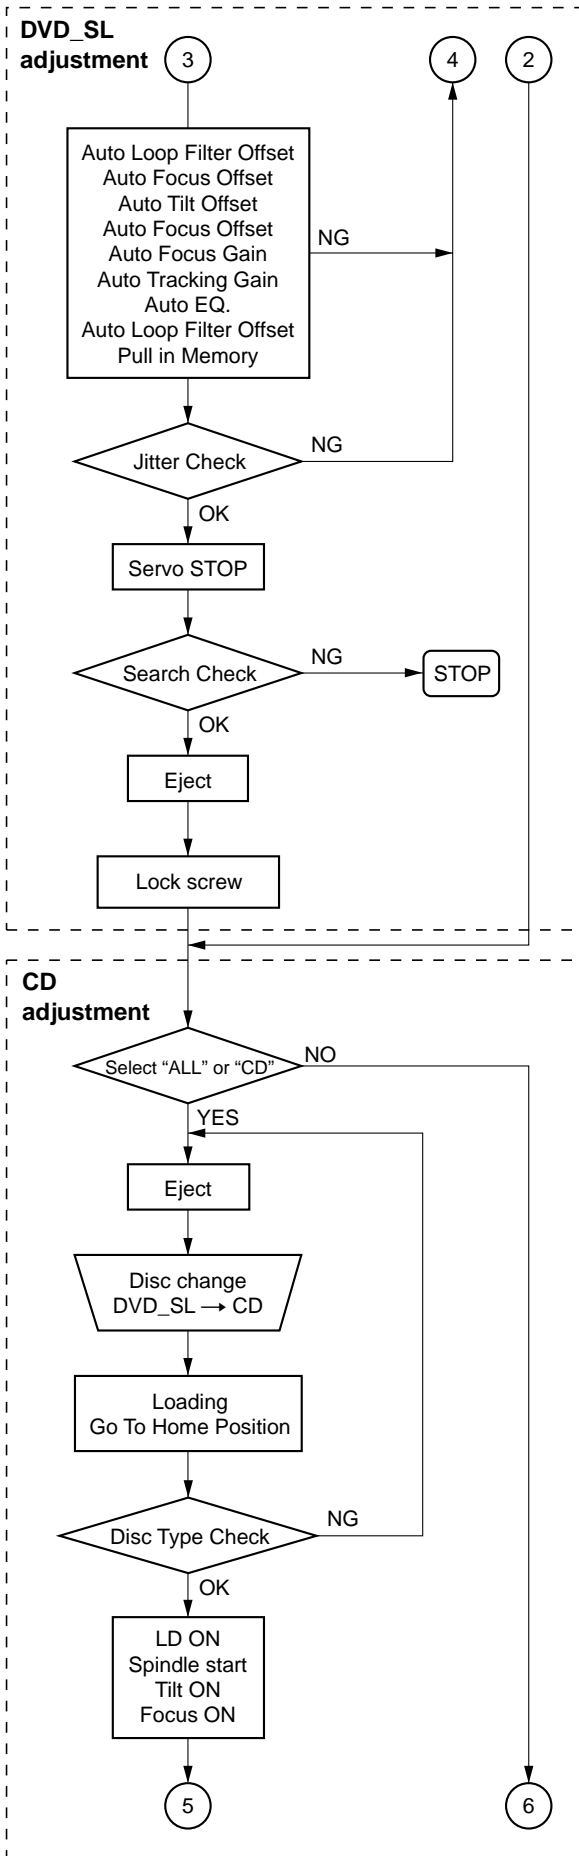 DVD_SL
adjustment
3
4
2
Auto Loop Filter Offset
Auto Focus Offset
Auto Tilt Offset
Auto Focus Offset
Auto Focus Gain
Auto Tracking Gain
Auto EQ.
Auto Loop Filter Offset
Pull in Memory
NG
Jitter Check
NG
OK
Servo STOP
Search Check
NG
STOP
OK
Eject
Lock screw
CD
adjustment
Select “ALL” or “CD”
NO
YES
Eject
Disc change
DVD_SL → CD
Loading
Go To Home Position
Disc Type Check
NG
OK
LD ON
Spindle start
Tilt ON
Focus ON
5
6